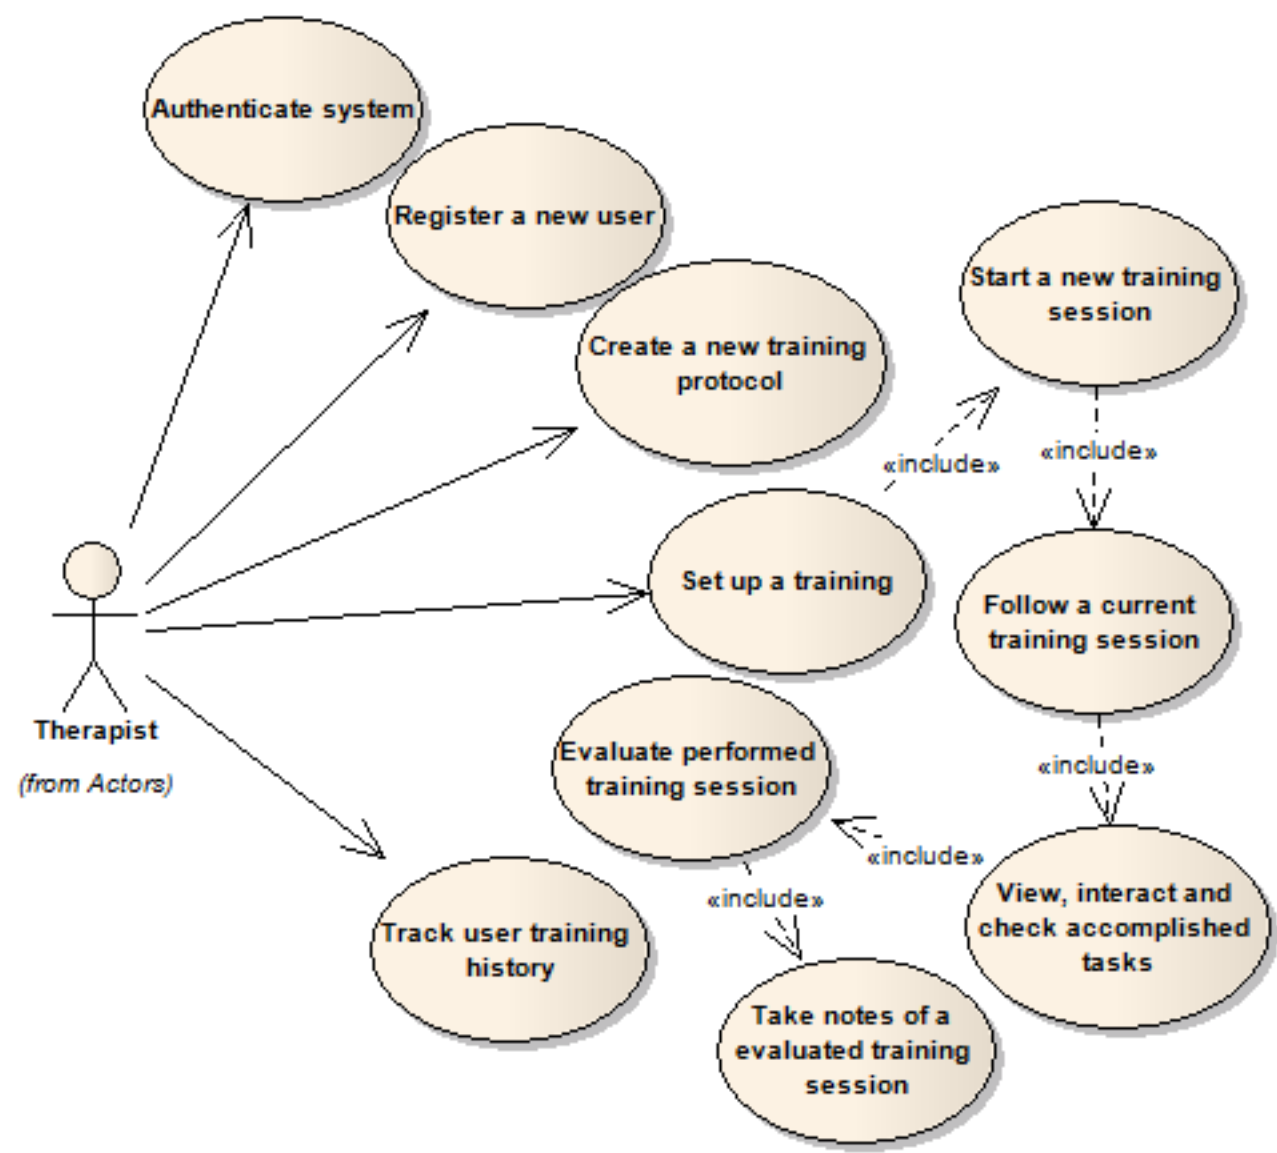 Authenticate system
Register a new user
Start a new training
session
Create a new training
protocol
«include»
«include»
Set up a training
Follow a current
training session
Therapist
(from Actors)
Evaluate performed
training session
«include»
«include»
«include»
View, interact and
check accomplished
tasks
Track user training
history
Take notes of a
evaluated training
session